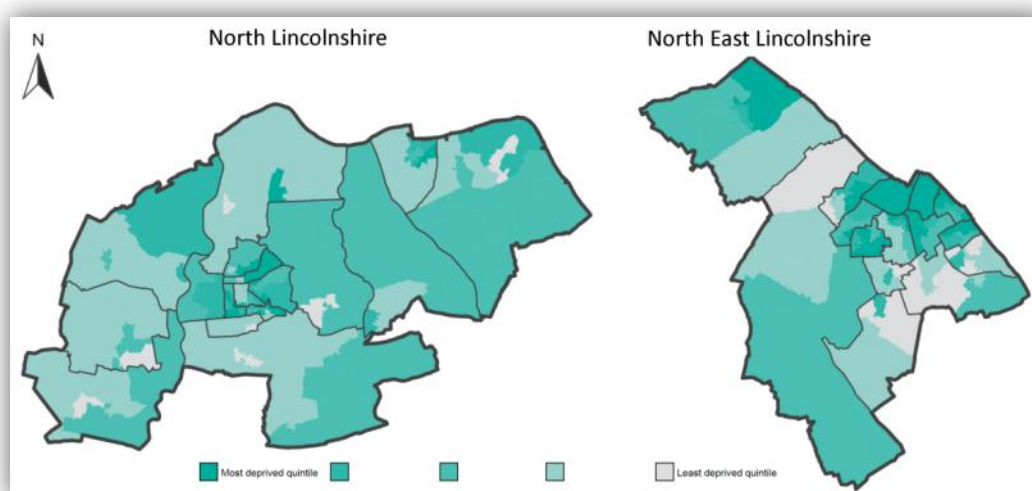 North Lincolnshire
North East Lincolnshire
N
Most deprived quintile
Least deprived quintile